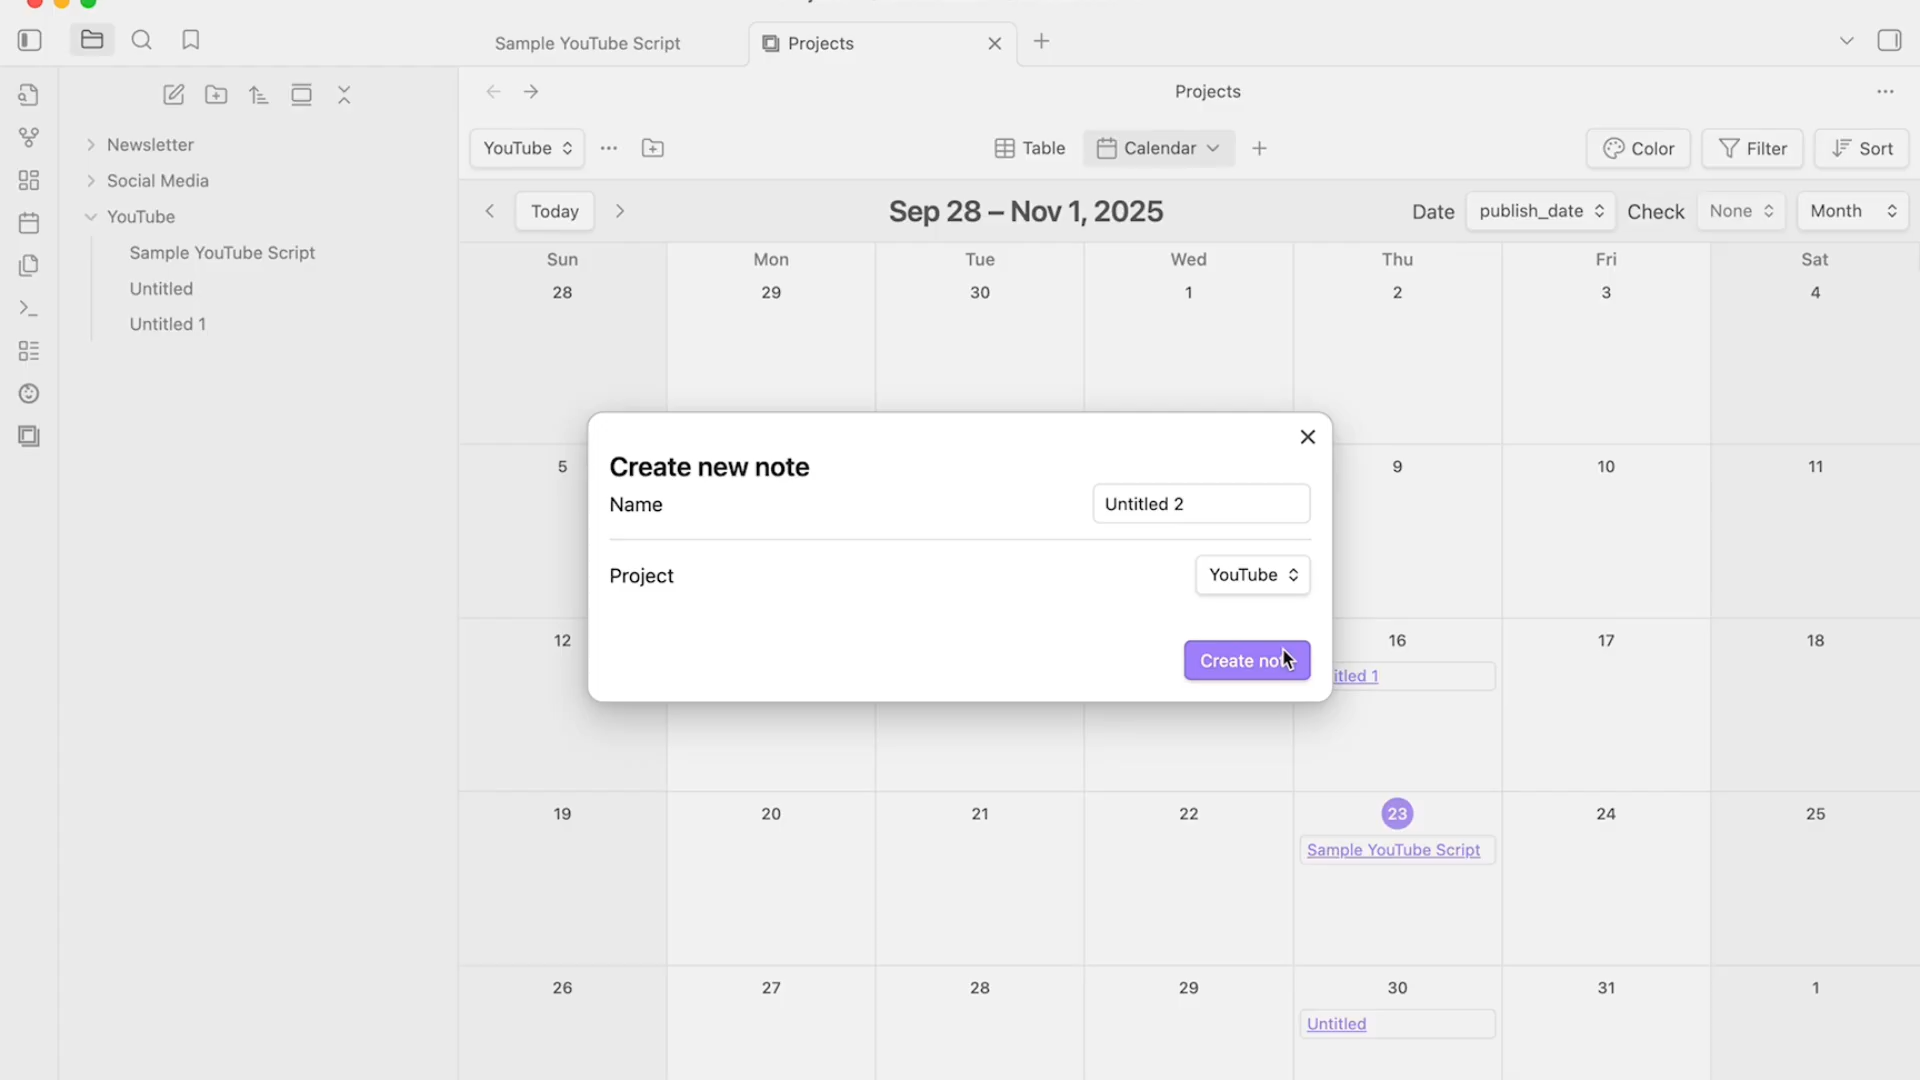 Sample YouTube Script
Projects
Projects
Newsletter
Social Media
YouTube
Sample YouTube Script
Untitled
Untitled 1
YouTube
Table
Calendar
Color
Filter
Sort
Today
Sep 28 – Nov 1, 2025
Date
publish_date
Check
None
Month
Sun Mon Tue Wed Thu Fri Sat
28 29 30 1 2 3 4
5 9 10 11
Create new note
Name
Untitled 2
Project
YouTube
Create
12 16 17 18
itled 1
19 20 21 22 23 24 25
Sample YouTube Script
26 27 28 29 30 31 1
Untitled